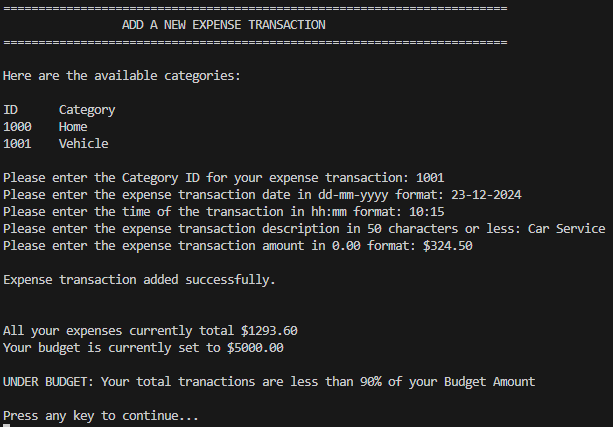 ========================================================================
ADD A NEW EXPENSE TRANSACTION
========================================================================
Here are the available categories:
ID Category
1000 Home
1001 Vehicle
Please enter the Category ID for your expense transaction: 1001
Please enter the expense transaction date in dd-mm-yyyy format: 23-12-2024
Please enter the time of the transaction in hh:mm format: 10:15
Please enter the expense transaction description in 50 characters or less: Car Service
Please enter the expense transaction amount in 0.00 format: $324.50
Expense transaction added successfully.
All your expenses currently total $1293.60
Your budget is currently set to $5000.00
UNDER BUDGET: Your total tranactions are less than 90% of your Budget Amount
Press any key to continue...